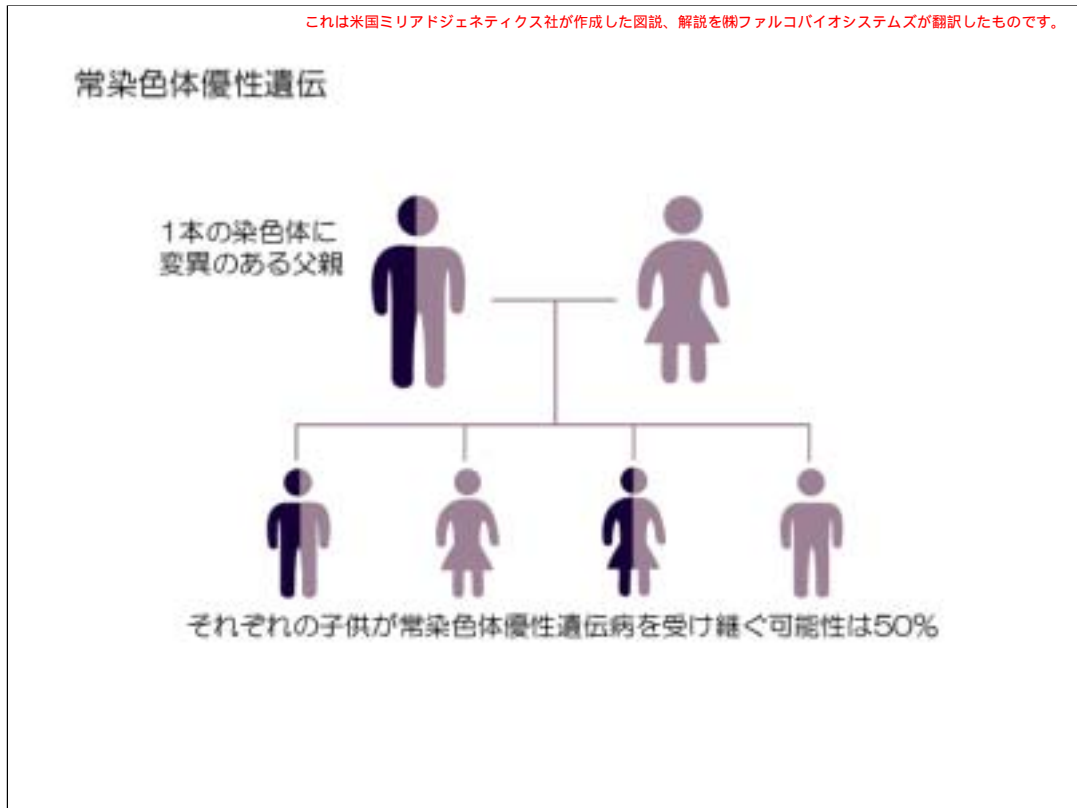 これは米国ミリアドジェネティクス社が作成した図説、解説を㈱ファルコバイオシステムズが翻訳したものです。
常染色体優性遺伝
1本の染色体に
変異のある父親
それぞれの子供が常染色体優性遺伝病を受け継ぐ可能性は50%